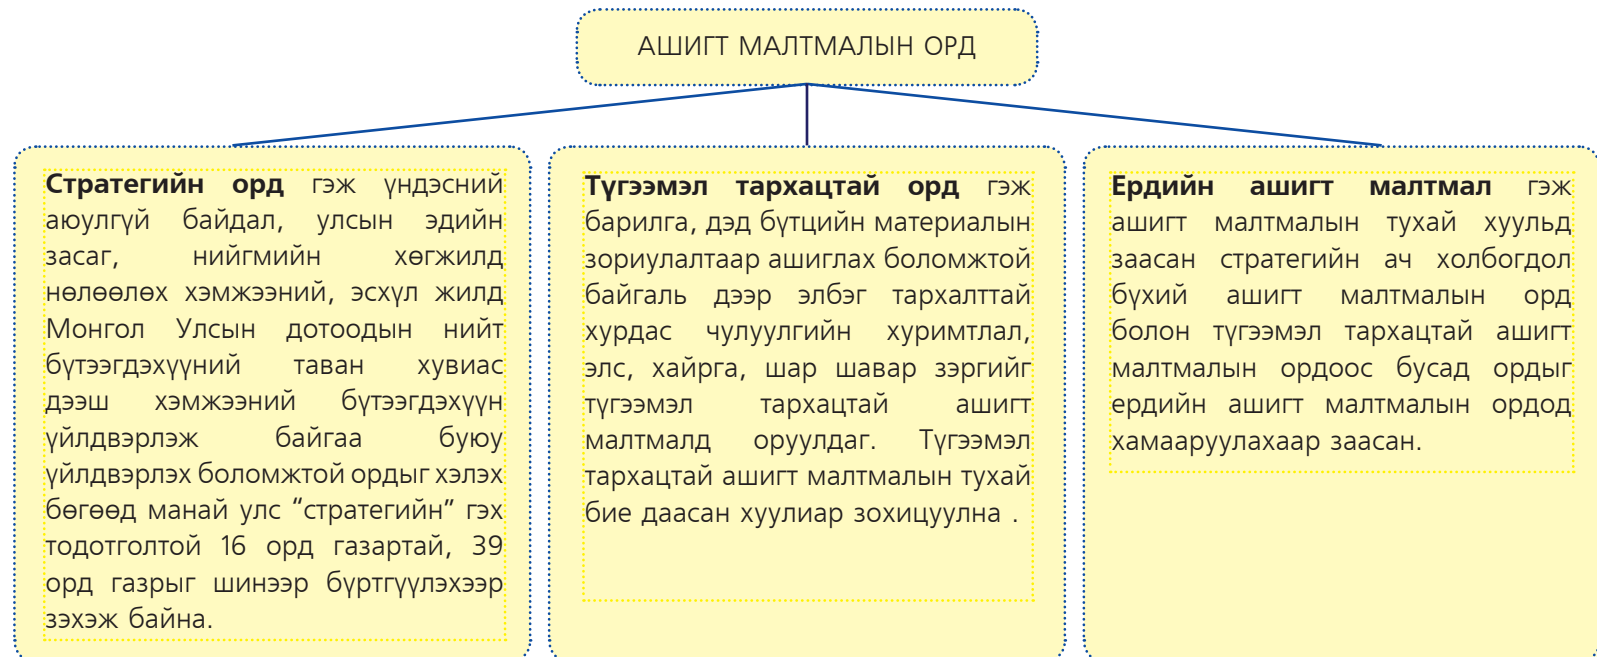 АШИГТ МАЛТМАЛЫН ОРД
Стратегийн орд гэж үндэсний
аюулгүй байдал, улсын эдийн
засаг, нийгмийн хөгжилд
нөлөөлөх хэмжээний, эсхүл жилд
Монгол Улсын дотоодын нийт
бүтээгдэхүүний таван хувиас
дээш хэмжээний бүтээгдэхүүн
үйлдвэрлэж байгаа буюу
үйлдвэрлэх боломжтой ордыг хэлэх
бөгөөд манай улс “стратегийн” гэх
тодотголтой 16 орд газартай, 39
орд газрыг шинээр бүртгүүлэхээр
зэхэж байна.
Түгээмэл тархацтай орд гэж
барилга, дэд бүтцийн материалын
зориулалтаар ашиглах боломжтой
байгаль дээр элбэг тархалттай
хурдас чулуулгийн хуримтлал,
элс, хайрга, шар шавар зэргийг
түгээмэл тархацтай ашигт
малтмалд оруулдаг. Түгээмэл
тархацтай ашигт малтмалын тухай
бие даасан хуулиар зохицуулна .
Ердийн ашигт малтмал гэж
ашигт малтмалын тухай хуульд
заасан стратегийн ач холбогдол
бүхий ашигт малтмалын орд
болон түгээмэл тархацтай ашигт
малтмалын ордоос бусад ордыг
ердийн ашигт малтмалын ордод
хамааруулахаар заасан.